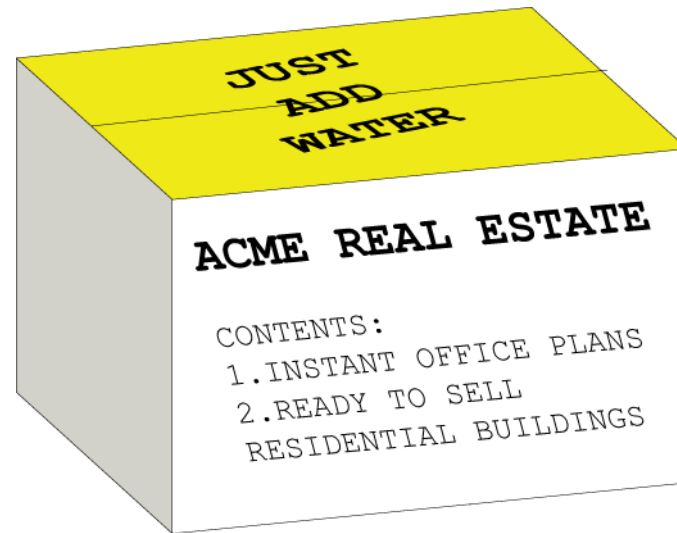 JUST
ADD
WATER
ACME REAL ESTATE
CONTENTS:
1.INSTANT OFFICE PLANS
2.READY TO SELL
RESIDENTIAL BUILDINGS